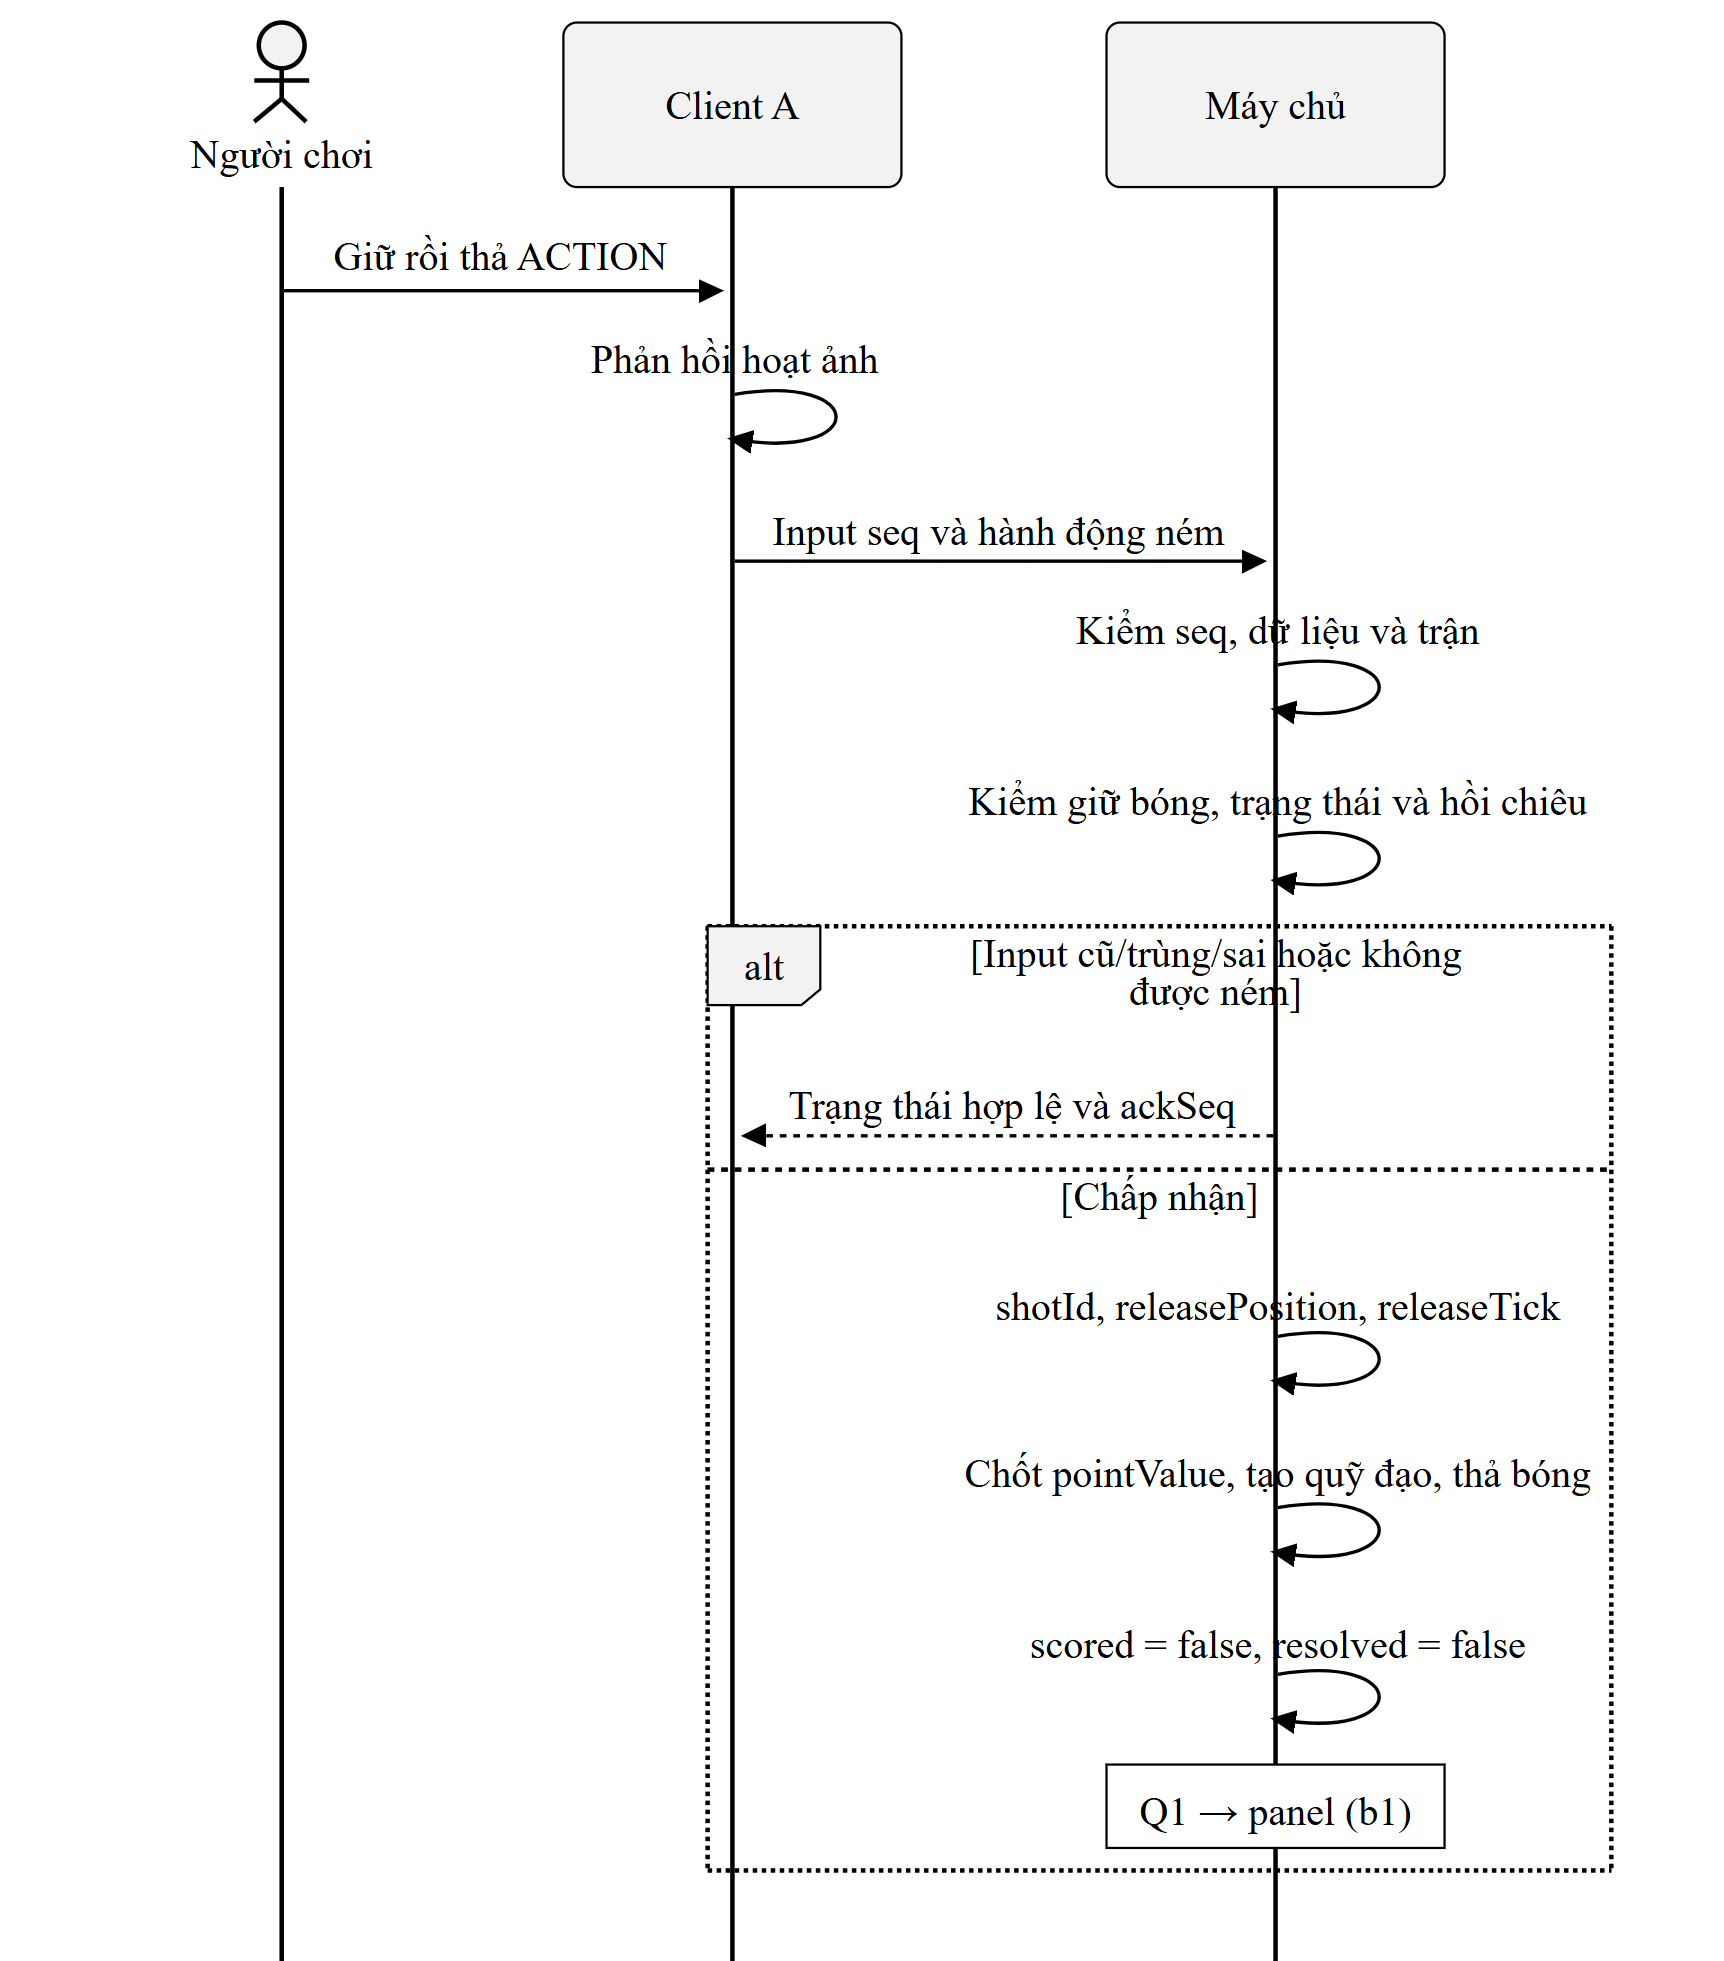 Người chơi
Client A
Máy chủ
Giữ rồi thả ACTION
Phản hồi hoạt ảnh
Input seq và hành động ném
Kiểm seq, dữ liệu và trận
Kiểm giữ bóng, trạng thái và hồi chiêu
alt
[Input cũ/trùng/sai hoặc không
được ném]
Trạng thái hợp lệ và ackSeq
[Chấp nhận]
shotId, releasePosition, releaseTick
Chốt pointValue, tạo quỹ đạo, thả bóng
scored = false, resolved = false
Q1 → panel (b1)